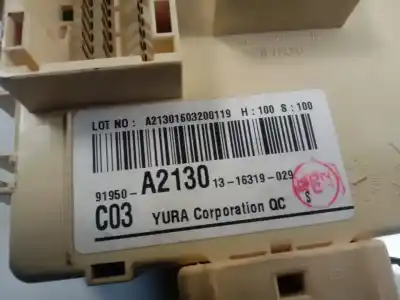 LOT NO : A21301603200119 H : 100 S : 100
91950- A2130 13-16319-029
C03 YURA Corporation QC
S